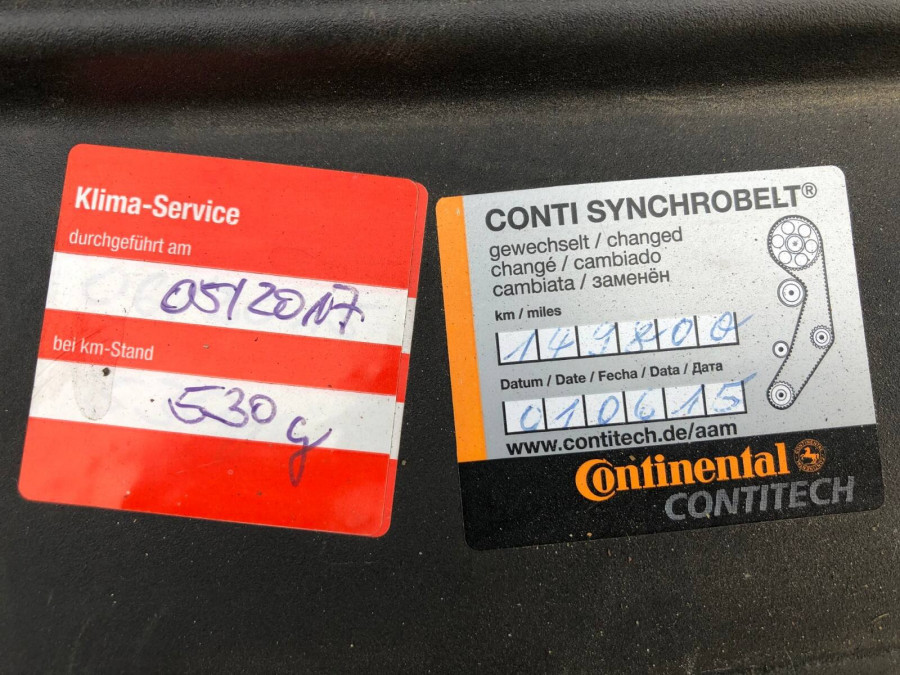 Klima-Service
durchgeführt am
05/2017
bei km-Stand
530 g
CONTI SYNCHROBELT®
gewechselt / changed
changé / cambiado
cambiata / заменён
km / miles
149800
Datum / Date / Fecha / Data / Дата
010615
www.contitech.de/aam
Continental
CONTITECH